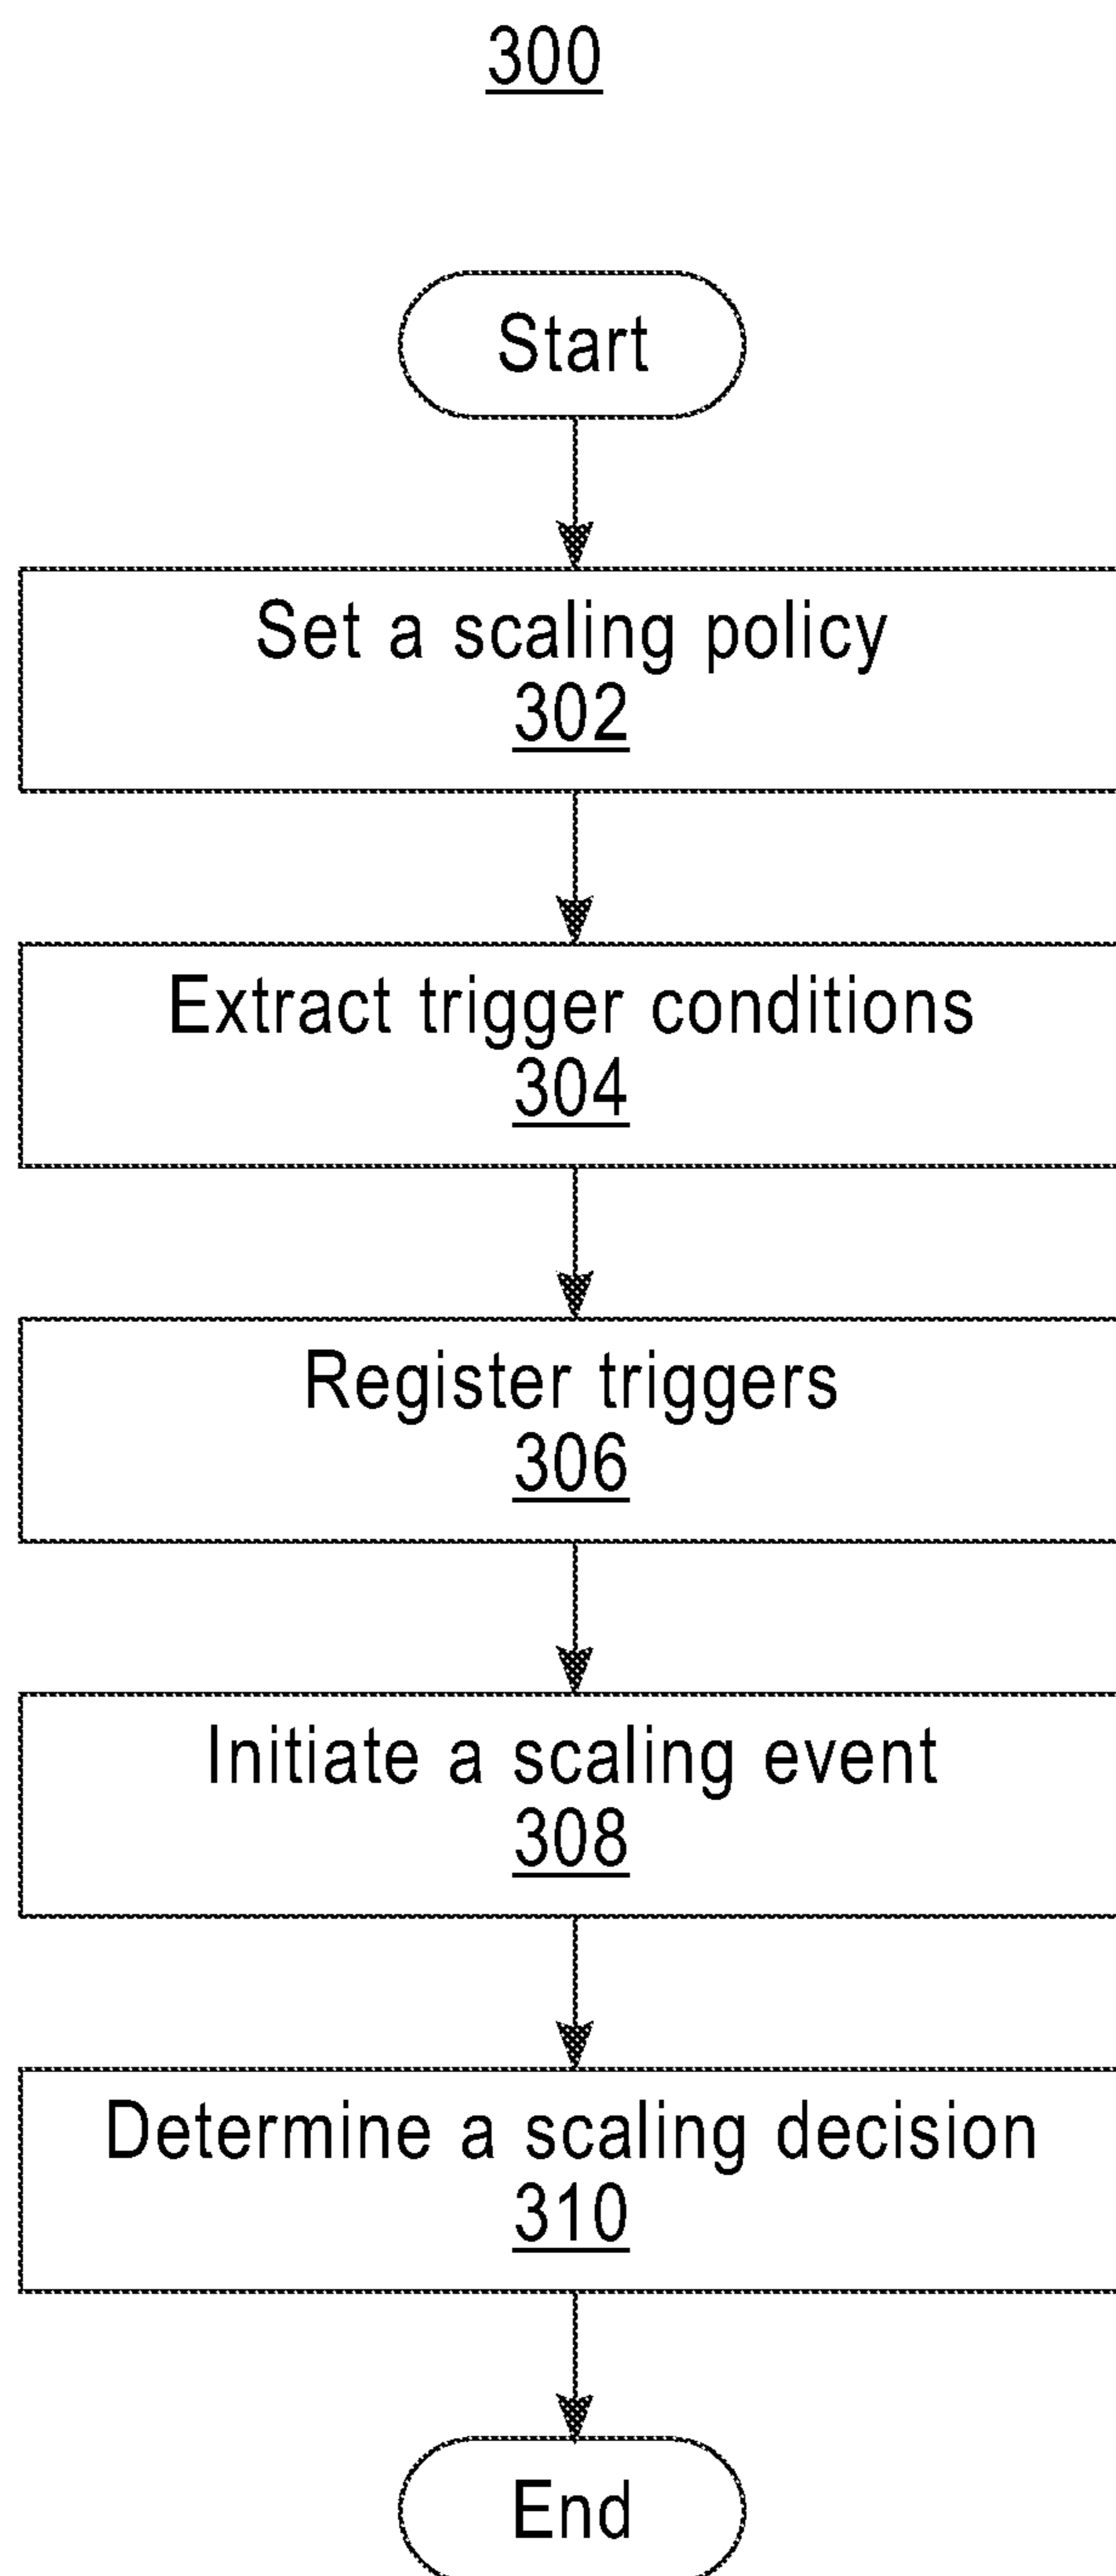 300
Start
Set a scaling policy
302
Extract trigger conditions
304
Register triggers
306
Initiate a scaling event
308
Determine a scaling decision
310
End